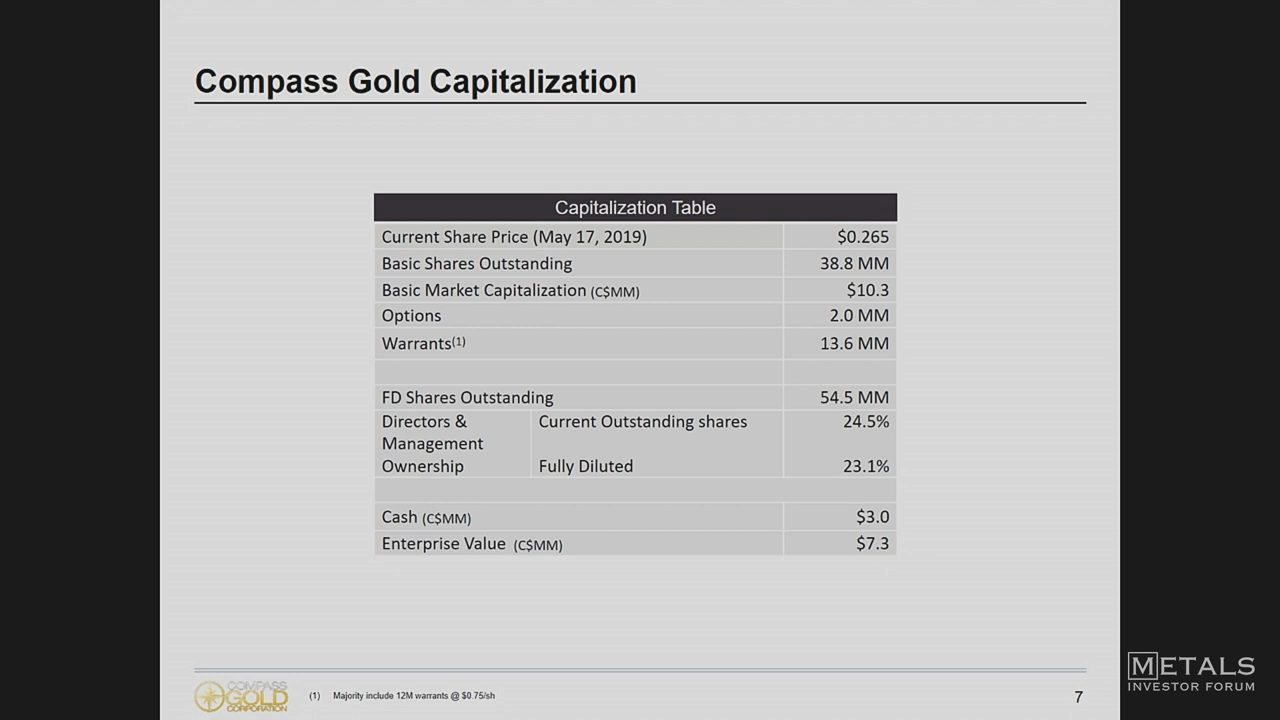 Compass Gold Capitalization
Capitalization Table
Current Share Price (May 17, 2019) $0.265
Basic Shares Outstanding 38.8 MM
Basic Market Capitalization (C$MM) $10.3
Options 2.0 MM
Warrants(1) 13.6 MM
FD Shares Outstanding 54.5 MM
Directors & Current Outstanding shares 24.5%
Management
Ownership Fully Diluted 23.1%
Cash (C$MM) $3.0
Enterprise Value (C$MM) $7.3
COMPASS
GOLD
CORPORATION
(1) Majority include 12M warrants @ $0.75/sh
7
METALS
INVESTOR FORUM